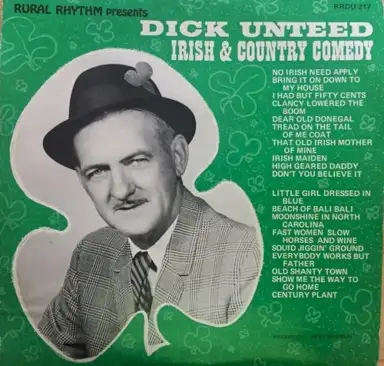 RURAL RHYTHM presents
RRDU 217
DICK UNTEED
IRISH & COUNTRY COMEDY
NO IRISH NEED APPLY
BRING IT ON DOWN TO
MY HOUSE
I HAD BUT FIFTY CENTS
CLANCY LOWERED THE
BOOM
DEAR OLD DONEGAL
TREAD ON THE TAIL
OF ME COAT
THAT OLD IRISH MOTHER
OF MINE
IRISH MAIDEN
HIGH GEARED DADDY
DON'T YOU BELIEVE IT
LITTLE GIRL DRESSED IN
BLUE
BEACH OF BALI BALI
MOONSHINE IN NORTH
CAROLINA
FAST WOMEN SLOW
HORSES AND WINE
SQUID JIGGIN' GROUND
EVERYBODY WORKS BUT
FATHER
OLD SHANTY TOWN
SHOW ME THE WAY TO
GO HOME
CENTURY PLANT